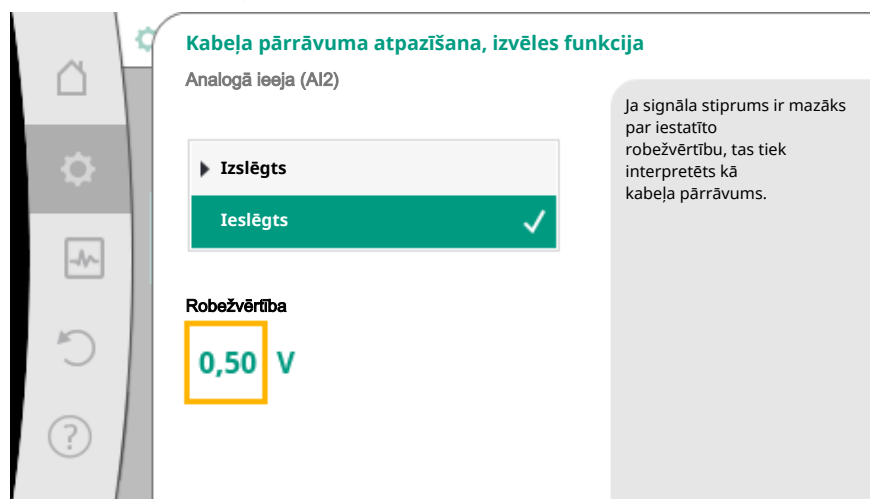 Kabeļa pārrāvuma atpazīšana, izvēles funkcija
Analogā ieeja (AI2)
Izslēgts
Ieslēgts
Robežvērtība
0,50 V
Ja signāla stiprums ir mazāks
par iestatīto
robežvērtību, tas tiek
interpretēts kā
kabeļa pārrāvums.
?